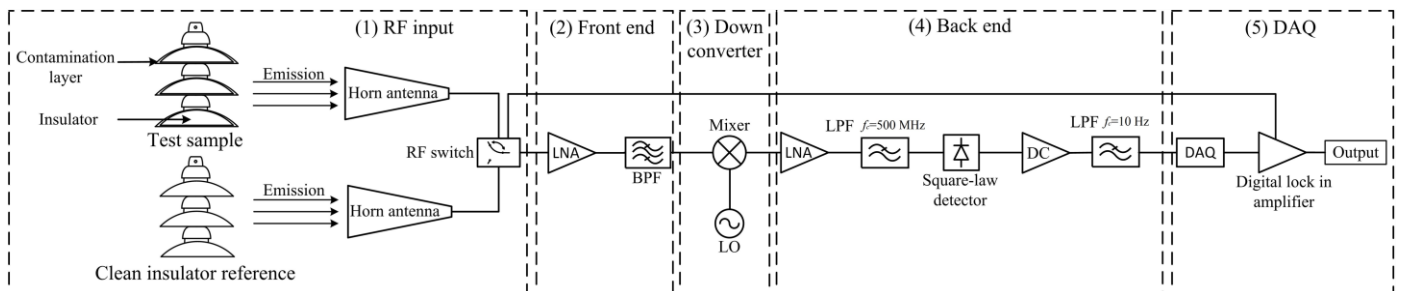 (1) RF input
Contamination
layer
Insulator
Test sample
Emission
Horn antenna
RF switch
Emission
Horn antenna
Clean insulator reference
(2) Front end
LNA
BPF
(3) Down
converter
Mixer
LO
(4) Back end
LNA
LPF fc=500 MHz
Square-law
detector
DC
LPF fc=10 Hz
(5) DAQ
DAQ
Digital lock in
amplifier
Output